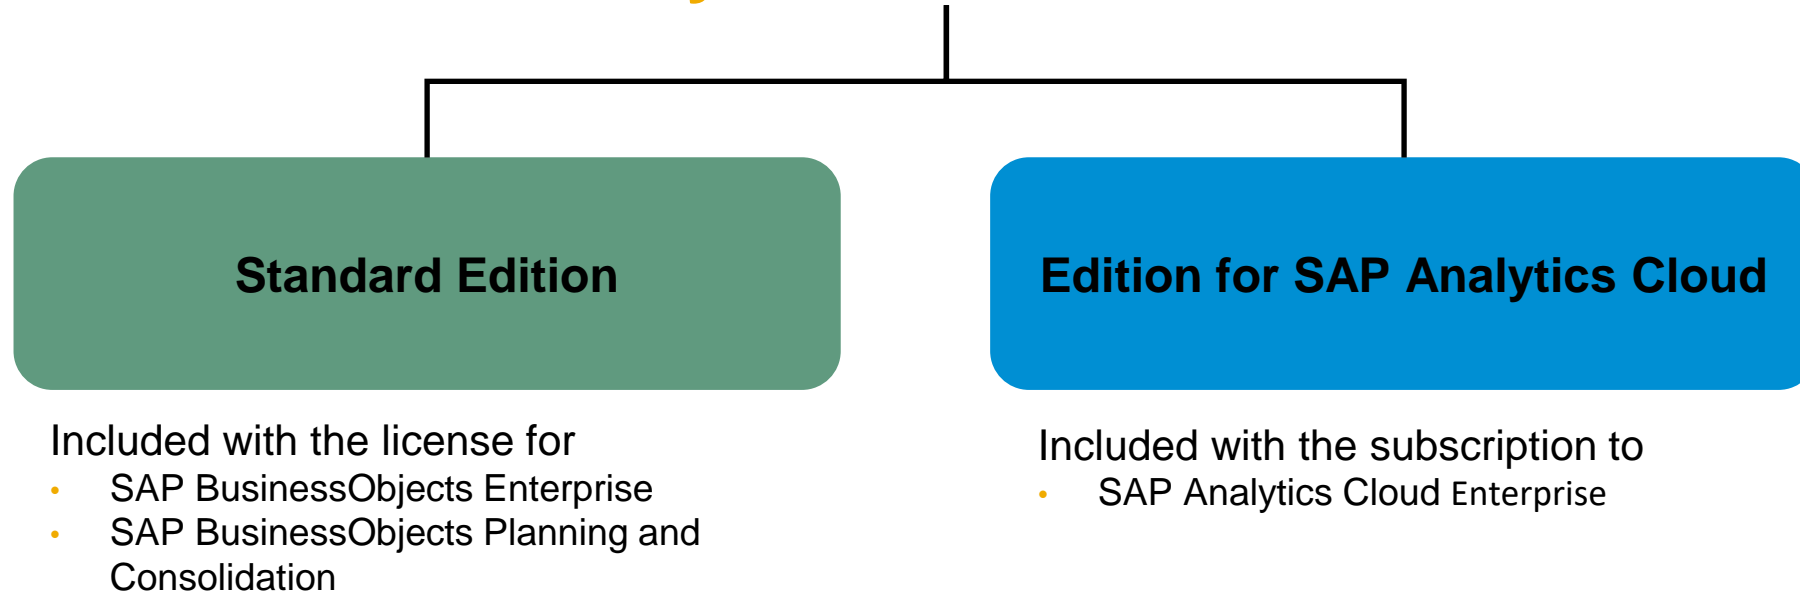 Standard Edition
Edition for SAP Analytics Cloud
Included with the license for
• SAP BusinessObjects Enterprise
• SAP BusinessObjects Planning and
Consolidation
Included with the subscription to
• SAP Analytics Cloud Enterprise